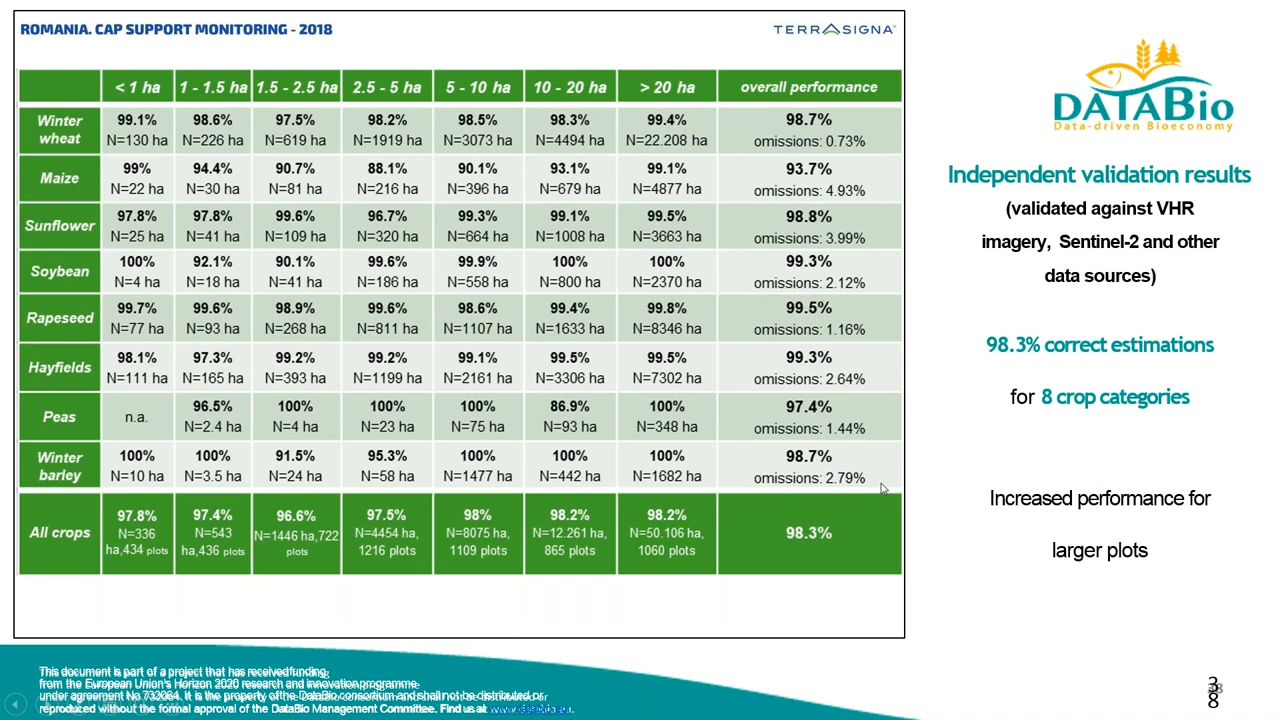 ROMANIA. CAP SUPPORT MONITORING - 2018
TERRASIGNA™
< 1 ha 1 - 1.5 ha 1.5 - 2.5 ha 2.5 - 5 ha 5 - 10 ha 10 - 20 ha > 20 ha overall performance
Winter wheat 99.1% 98.6% 97.5% 98.2% 98.5% 98.3% 99.4% 98.7%
N=130 ha N=226 ha N=619 ha N=1919 ha N=3073 ha N=4494 ha N=22.208 ha omissions: 0.73%
Maize 99% 94.4% 90.7% 88.1% 90.1% 93.1% 99.1% 93.7%
N=22 ha N=30 ha N=81 ha N=216 ha N=396 ha N=679 ha N=4877 ha omissions: 4.93%
Sunflower 97.8% 97.8% 99.6% 96.7% 99.3% 99.1% 99.5% 98.8%
N=25 ha N=41 ha N=109 ha N=320 ha N=664 ha N=1008 ha N=3663 ha omissions: 3.99%
Soybean 100% 92.1% 90.1% 99.6% 99.9% 100% 100% 99.3%
N=4 ha N=18 ha N=41 ha N=186 ha N=558 ha N=800 ha N=2370 ha omissions: 2.12%
Rapeseed 99.7% 99.6% 98.9% 99.6% 98.6% 99.4% 99.8% 99.5%
N=77 ha N=93 ha N=268 ha N=811 ha N=1107 ha N=1633 ha N=8346 ha omissions: 1.16%
Hayfields 98.1% 97.3% 99.2% 99.2% 99.1% 99.5% 99.5% 99.3%
N=111 ha N=165 ha N=393 ha N=1199 ha N=2161 ha N=3306 ha N=7302 ha omissions: 2.64%
Peas n.a. 96.5% 100% 100% 100% 86.9% 100% 97.4%
N=2.4 ha N=4 ha N=23 ha N=75 ha N=93 ha N=348 ha omissions: 1.44%
Winter barley 100% 100% 91.5% 95.3% 100% 100% 100% 98.7%
N=10 ha N=3.5 ha N=24 ha N=58 ha N=1477 ha N=442 ha N=1682 ha omissions: 2.79%
All crops 97.8% 97.4% 96.6% 97.5% 98% 98.2% 98.2% 98.3%
N=336 ha,434 plots N=543 ha,436 plots N=1446 ha,722 plots N=4454 ha, 1216 plots N=8075 ha, 1109 plots N=12.261 ha, 865 plots N=50.106 ha, 1060 plots
DATABio
Data-driven Bioeconomy
Independent validation results
(validated against VHR
imagery, Sentinel-2 and other
data sources)
98.3% correct estimations
for 8 crop categories
Increased performance for
larger plots
This document is part of a project that has received funding
from the European Union's Horizon 2020 research and innovation programme
under agreement No 732064. It is the property of the DataBio consortium and shall not be distributed or
reproduced without the formal approval of the DataBio Management Committee. Find us at